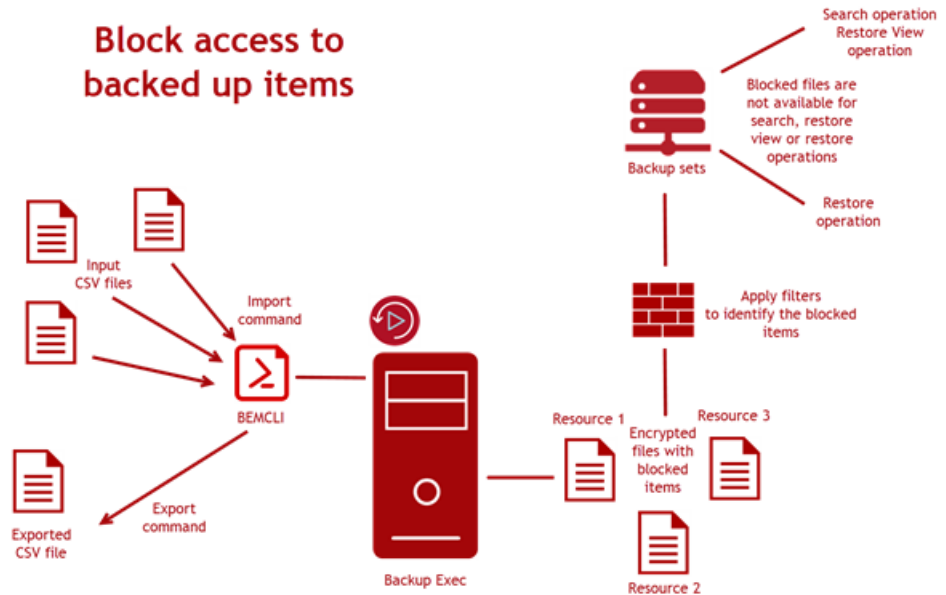 Block access to
backed up items
Search operation
Restore View
operation
Blocked files are
not available for
search, restore
view or restore
operations
Backup sets
Restore
operation
Input
CSV files
Import
command
Apply filters
to identify the blocked
items
BEMCLI
Resource 1
Resource 3
Encrypted
files with
blocked
items
Export
command
Exported
CSV file
Backup Exec
Resource 2